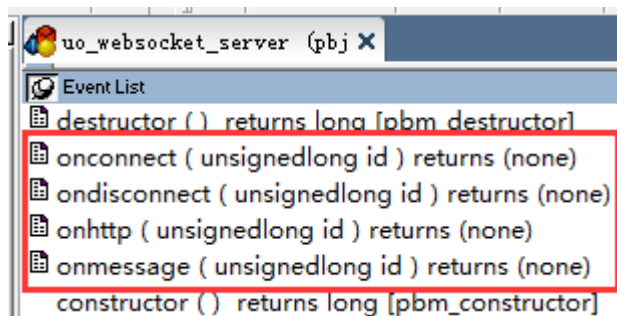 uo_websocket_server (pbj
Event List
destructor ( ) returns long [pbm_destructor]
onconnect ( unsignedlong id ) returns (none)
ondisconnect ( unsignedlong id ) returns (none)
onhttp ( unsignedlong id ) returns (none)
onmessage ( unsignedlong id ) returns (none)
constructor ( ) returns long [pbm_constructor]